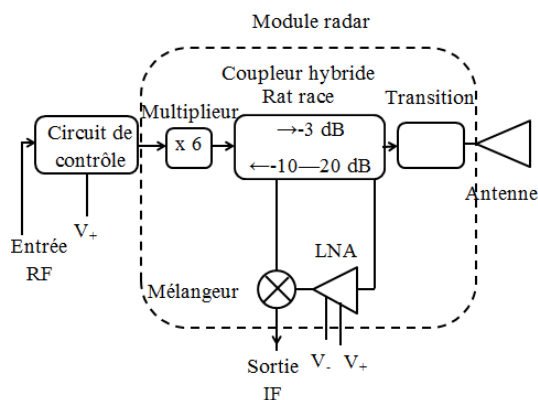 Module radar
Coupleur hybride
Rat race
Multiplieur
Transition
Circuit de
contrôle
x 6
→-3 dB
←-10—20 dB
Antenne
V+
Entrée
RF
LNA
Mélangeur
V- V+
Sortie
IF